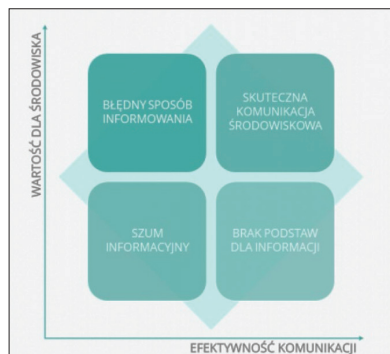 WARTOŚĆ DLA ŚRODOWISKA
BŁĘDNY SPOSÓB
INFORMOWANIA
SKUTECZNA
KOMUNIKACJA
ŚRODOWISKOWA
SZUM
INFORMACYJNY
BRAK PODSTAW
DLA INFORMACJI
EFEKTYWNOŚĆ KOMUNIKACJI